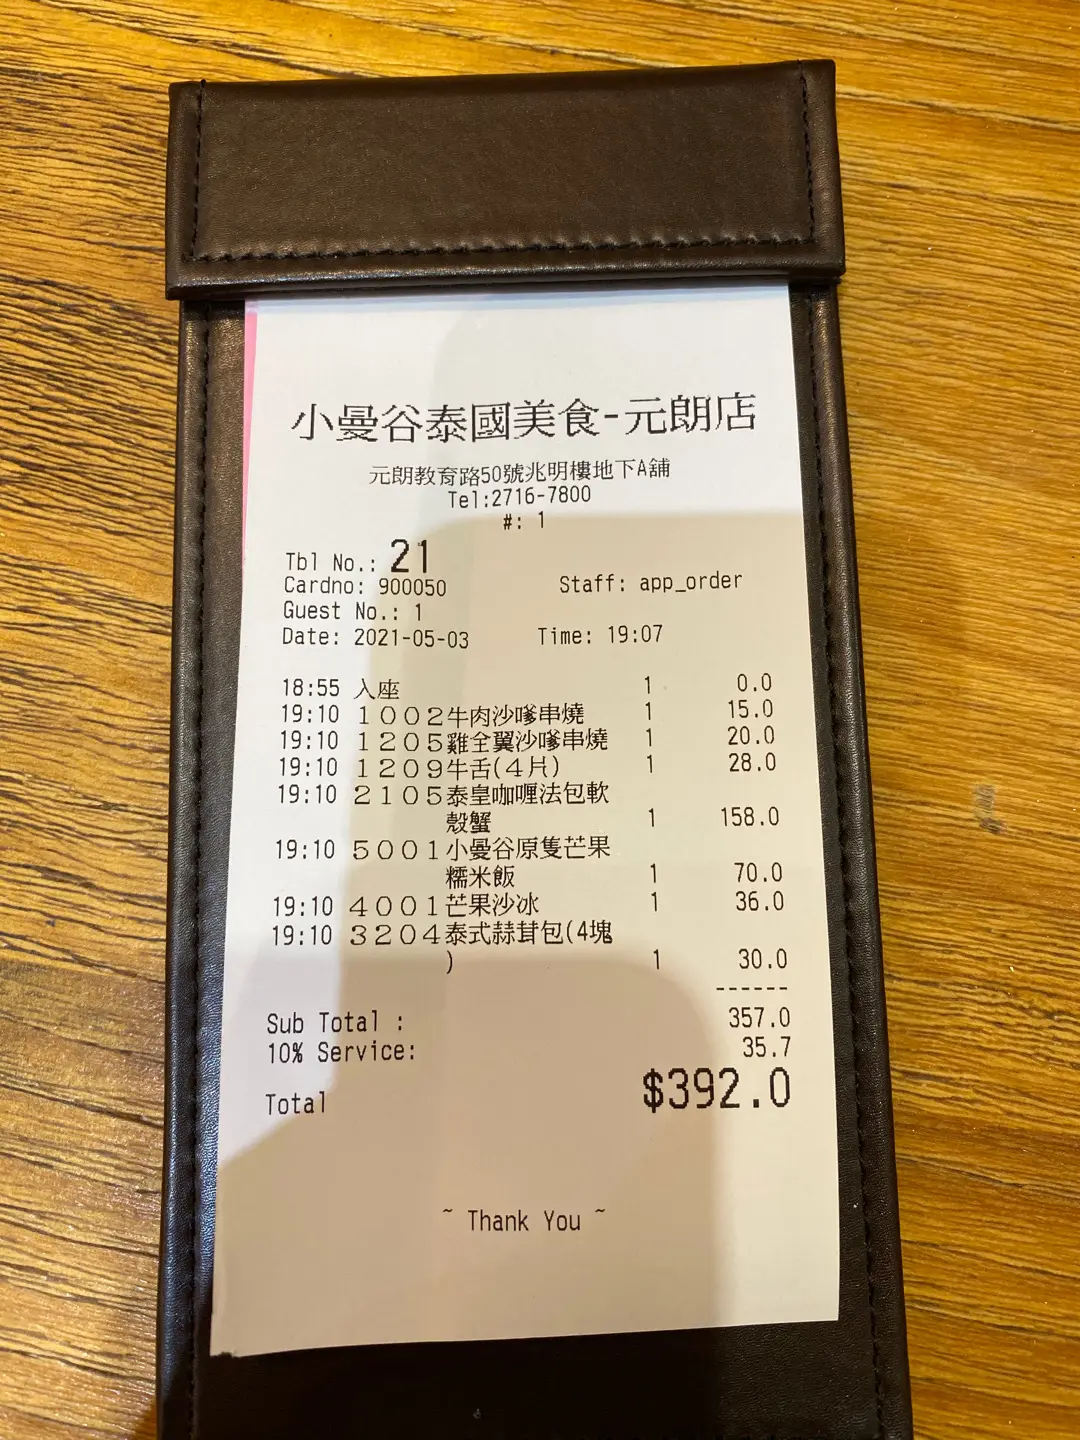 小曼谷泰國美食-元朗店
元朗教育路50號兆明樓地下A舖
Tel:2716-7800
#: 1
Tbl No.: 21
Cardno: 900050 Staff: app_order
Guest No.: 1
Date: 2021-05-03 Time: 19:07
18:55 入座 1 0.0
19:10 1002牛肉沙嗲串燒 1 15.0
19:10 1205雞全翼沙嗲串燒 1 20.0
19:10 1209牛舌(4片) 1 28.0
19:10 2105泰皇咖喱法包軟
殼蟹 1 158.0
19:10 5001小曼谷原隻芒果
糯米飯 1 70.0
19:10 4001芒果沙冰 1 36.0
19:10 3204泰式蒜茸包(4塊
) 1 30.0
------
Sub Total : 357.0
10% Service: 35.7
Total $392.0
~ Thank You ~